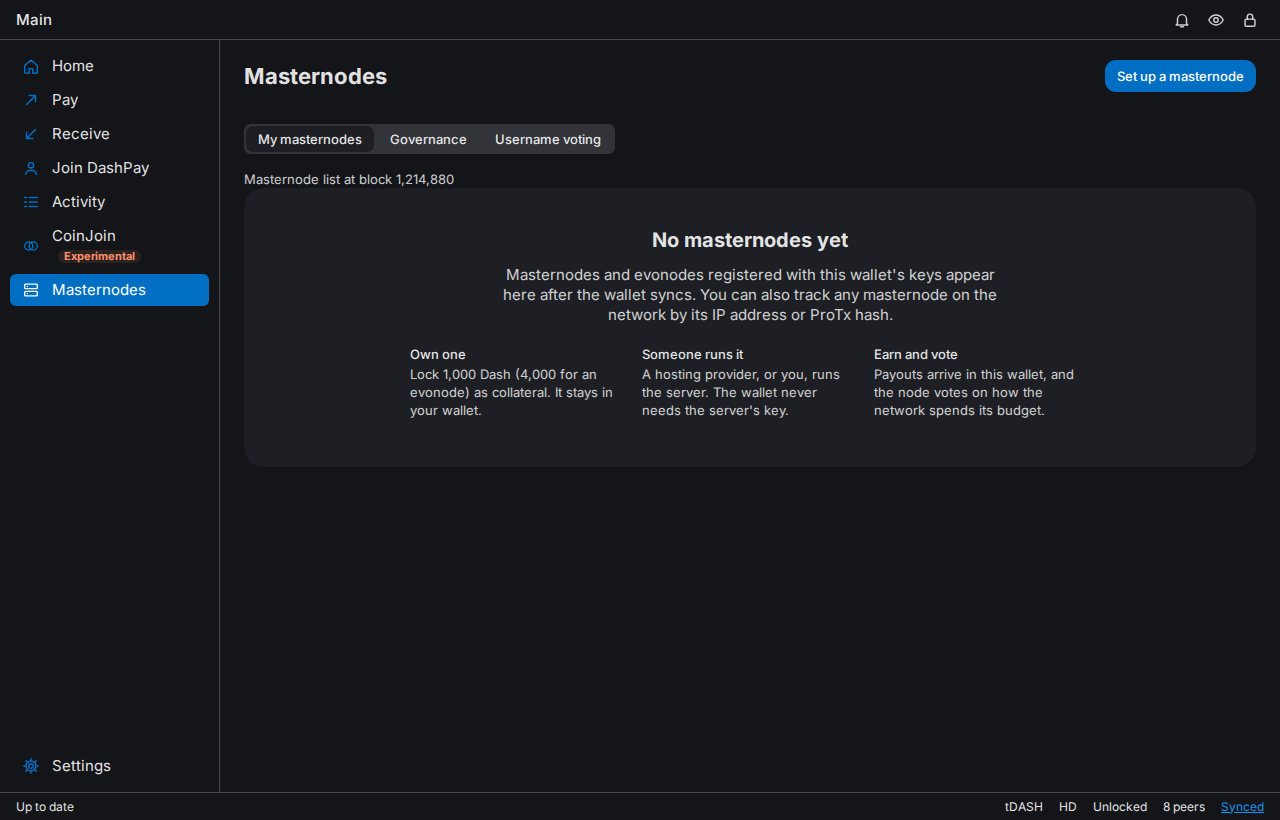 Main
Home
Pay
Receive
Join DashPay
Activity
CoinJoin
Experimental
Masternodes
Settings
Masternodes
Set up a masternode
My masternodes Governance Username voting
Masternode list at block 1,214,880
No masternodes yet
Masternodes and evonodes registered with this wallet's keys appear
here after the wallet syncs. You can also track any masternode on the
network by its IP address or ProTx hash.
Own one
Lock 1,000 Dash (4,000 for an
evonode) as collateral. It stays in
your wallet.
Someone runs it
A hosting provider, or you, runs
the server. The wallet never
needs the server's key.
Earn and vote
Payouts arrive in this wallet, and
the node votes on how the
network spends its budget.
Up to date
tDASH HD Unlocked 8 peers Synced